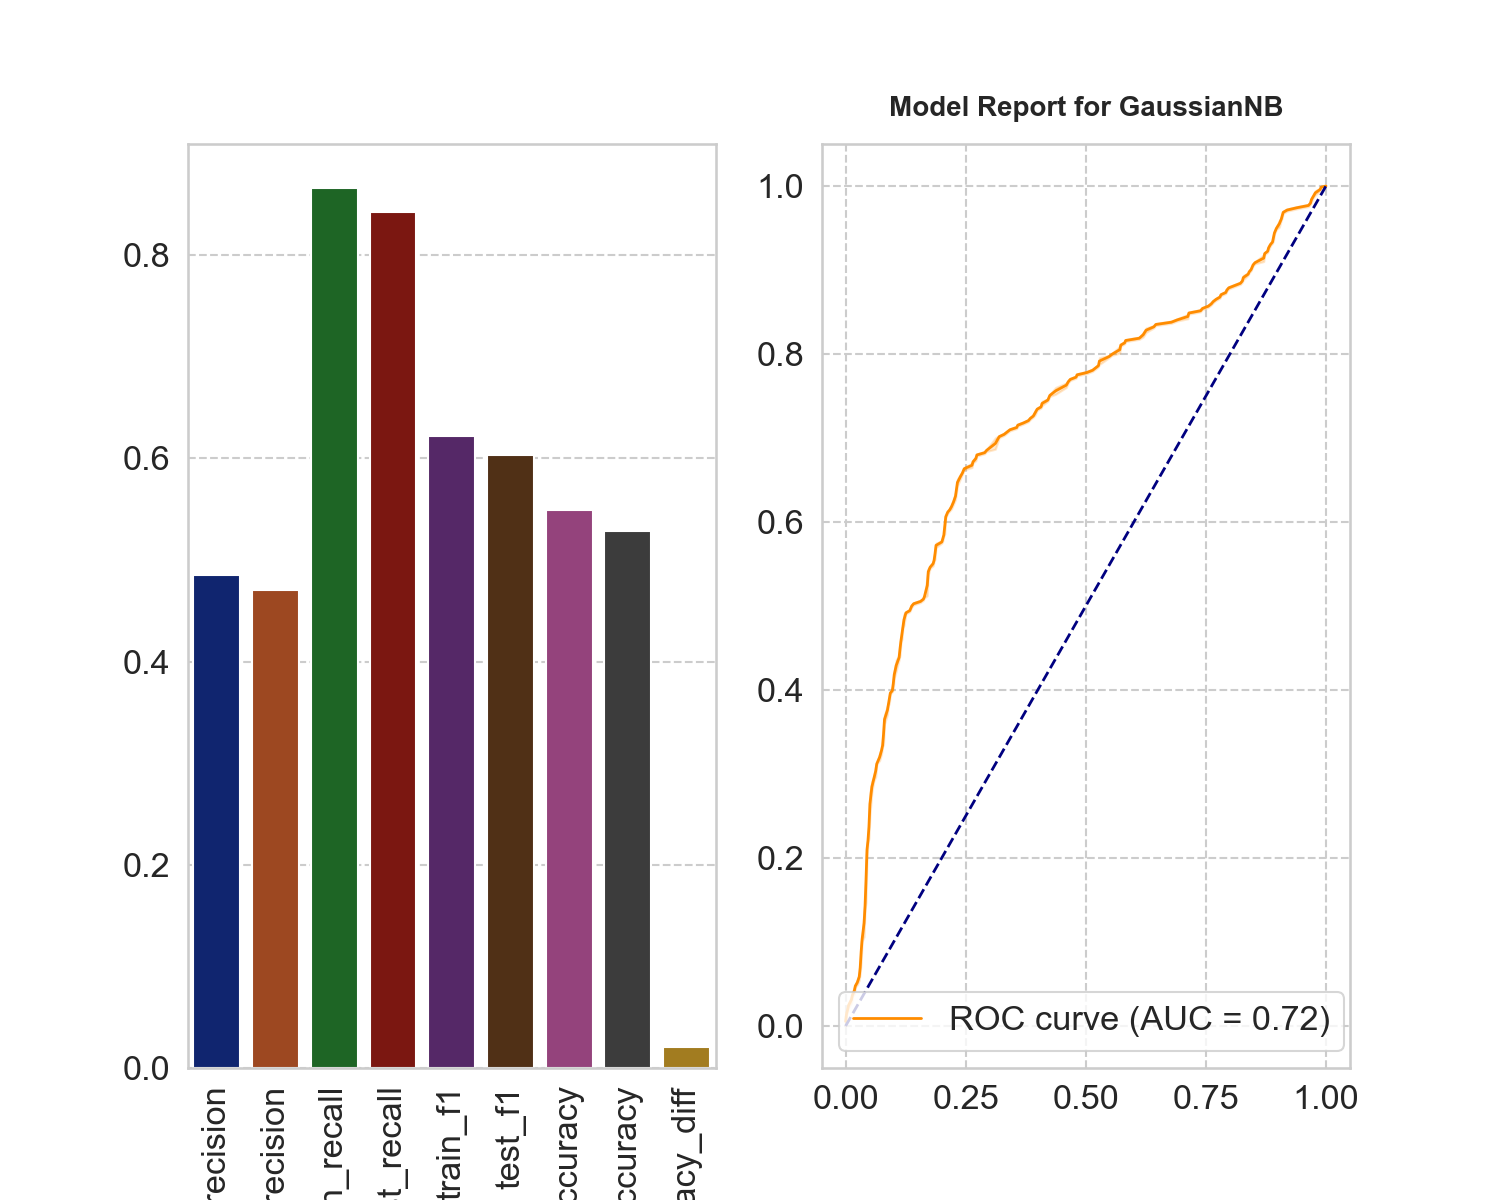 Model Report for GaussianNB
0.8
0.6
0.4
0.2
0.0
recision
recision
n_recall
t_recall
train_f1
test_f1
ccuracy
ccuracy
acy_diff
1.0
0.8
0.6
0.4
0.2
0.0
ROC curve (AUC = 0.72)
0.00 0.25 0.50 0.75 1.00